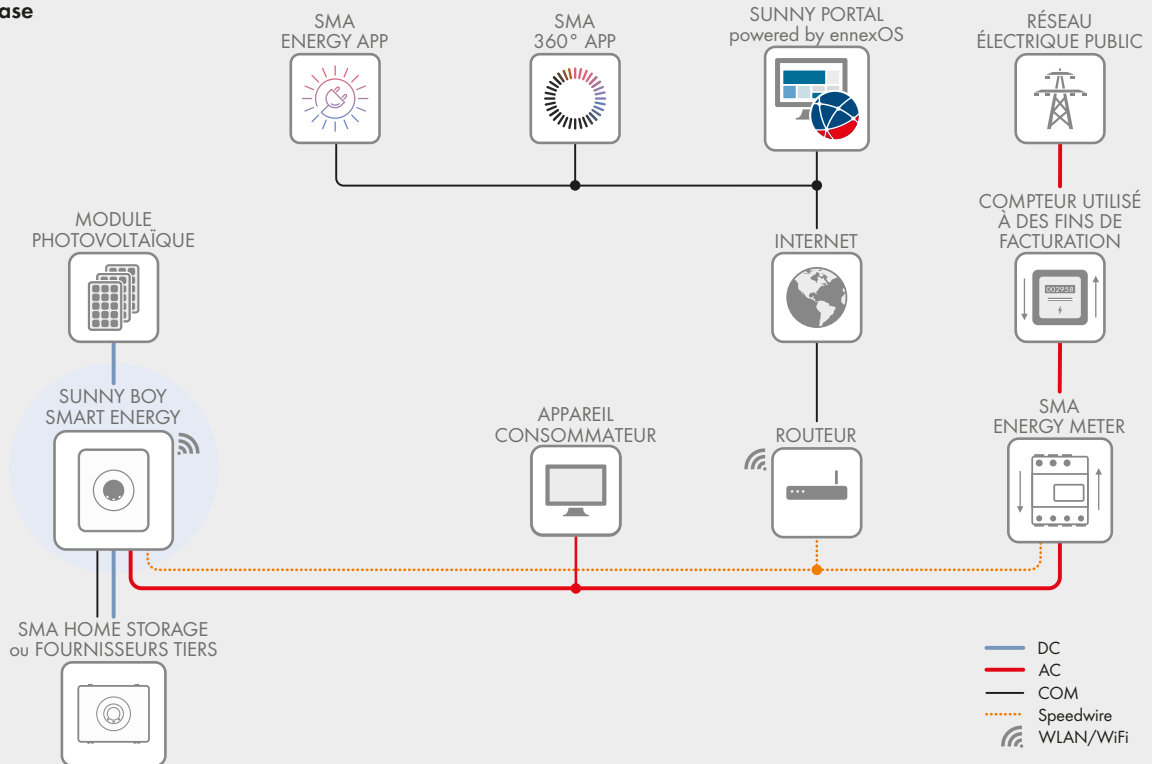 ase
SMA
ENERGY APP
SMA
360° APP
SUNNY PORTAL
powered by ennexOS
RÉSEAU
ÉLECTRIQUE PUBLIC
MODULE
PHOTOVOLTAÏQUE
INTERNET
COMPTEUR UTILISÉ
À DES FINS DE
FACTURATION
002958
SUNNY BOY
SMART ENERGY
APPAREIL
CONSOMMATEUR
ROUTEUR
SMA
ENERGY METER
SMA HOME STORAGE
ou FOURNISSEURS TIERS
DC
AC
COM
Speedwire
WLAN/WiFi